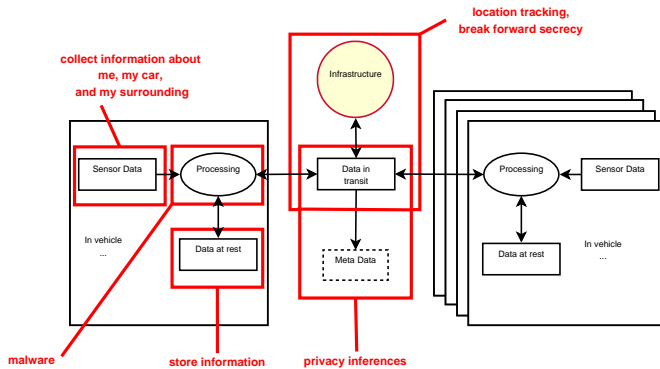 location tracking,
break forward secrecy
collect information about
me, my car,
and my surrounding
Infrastructure
Sensor Data
Processing
Data in
transit
Processing
Sensor Data
In vehicle
...
Data at rest
Meta Data
Data at rest
In vehicle
...
malware
store information
privacy inferences